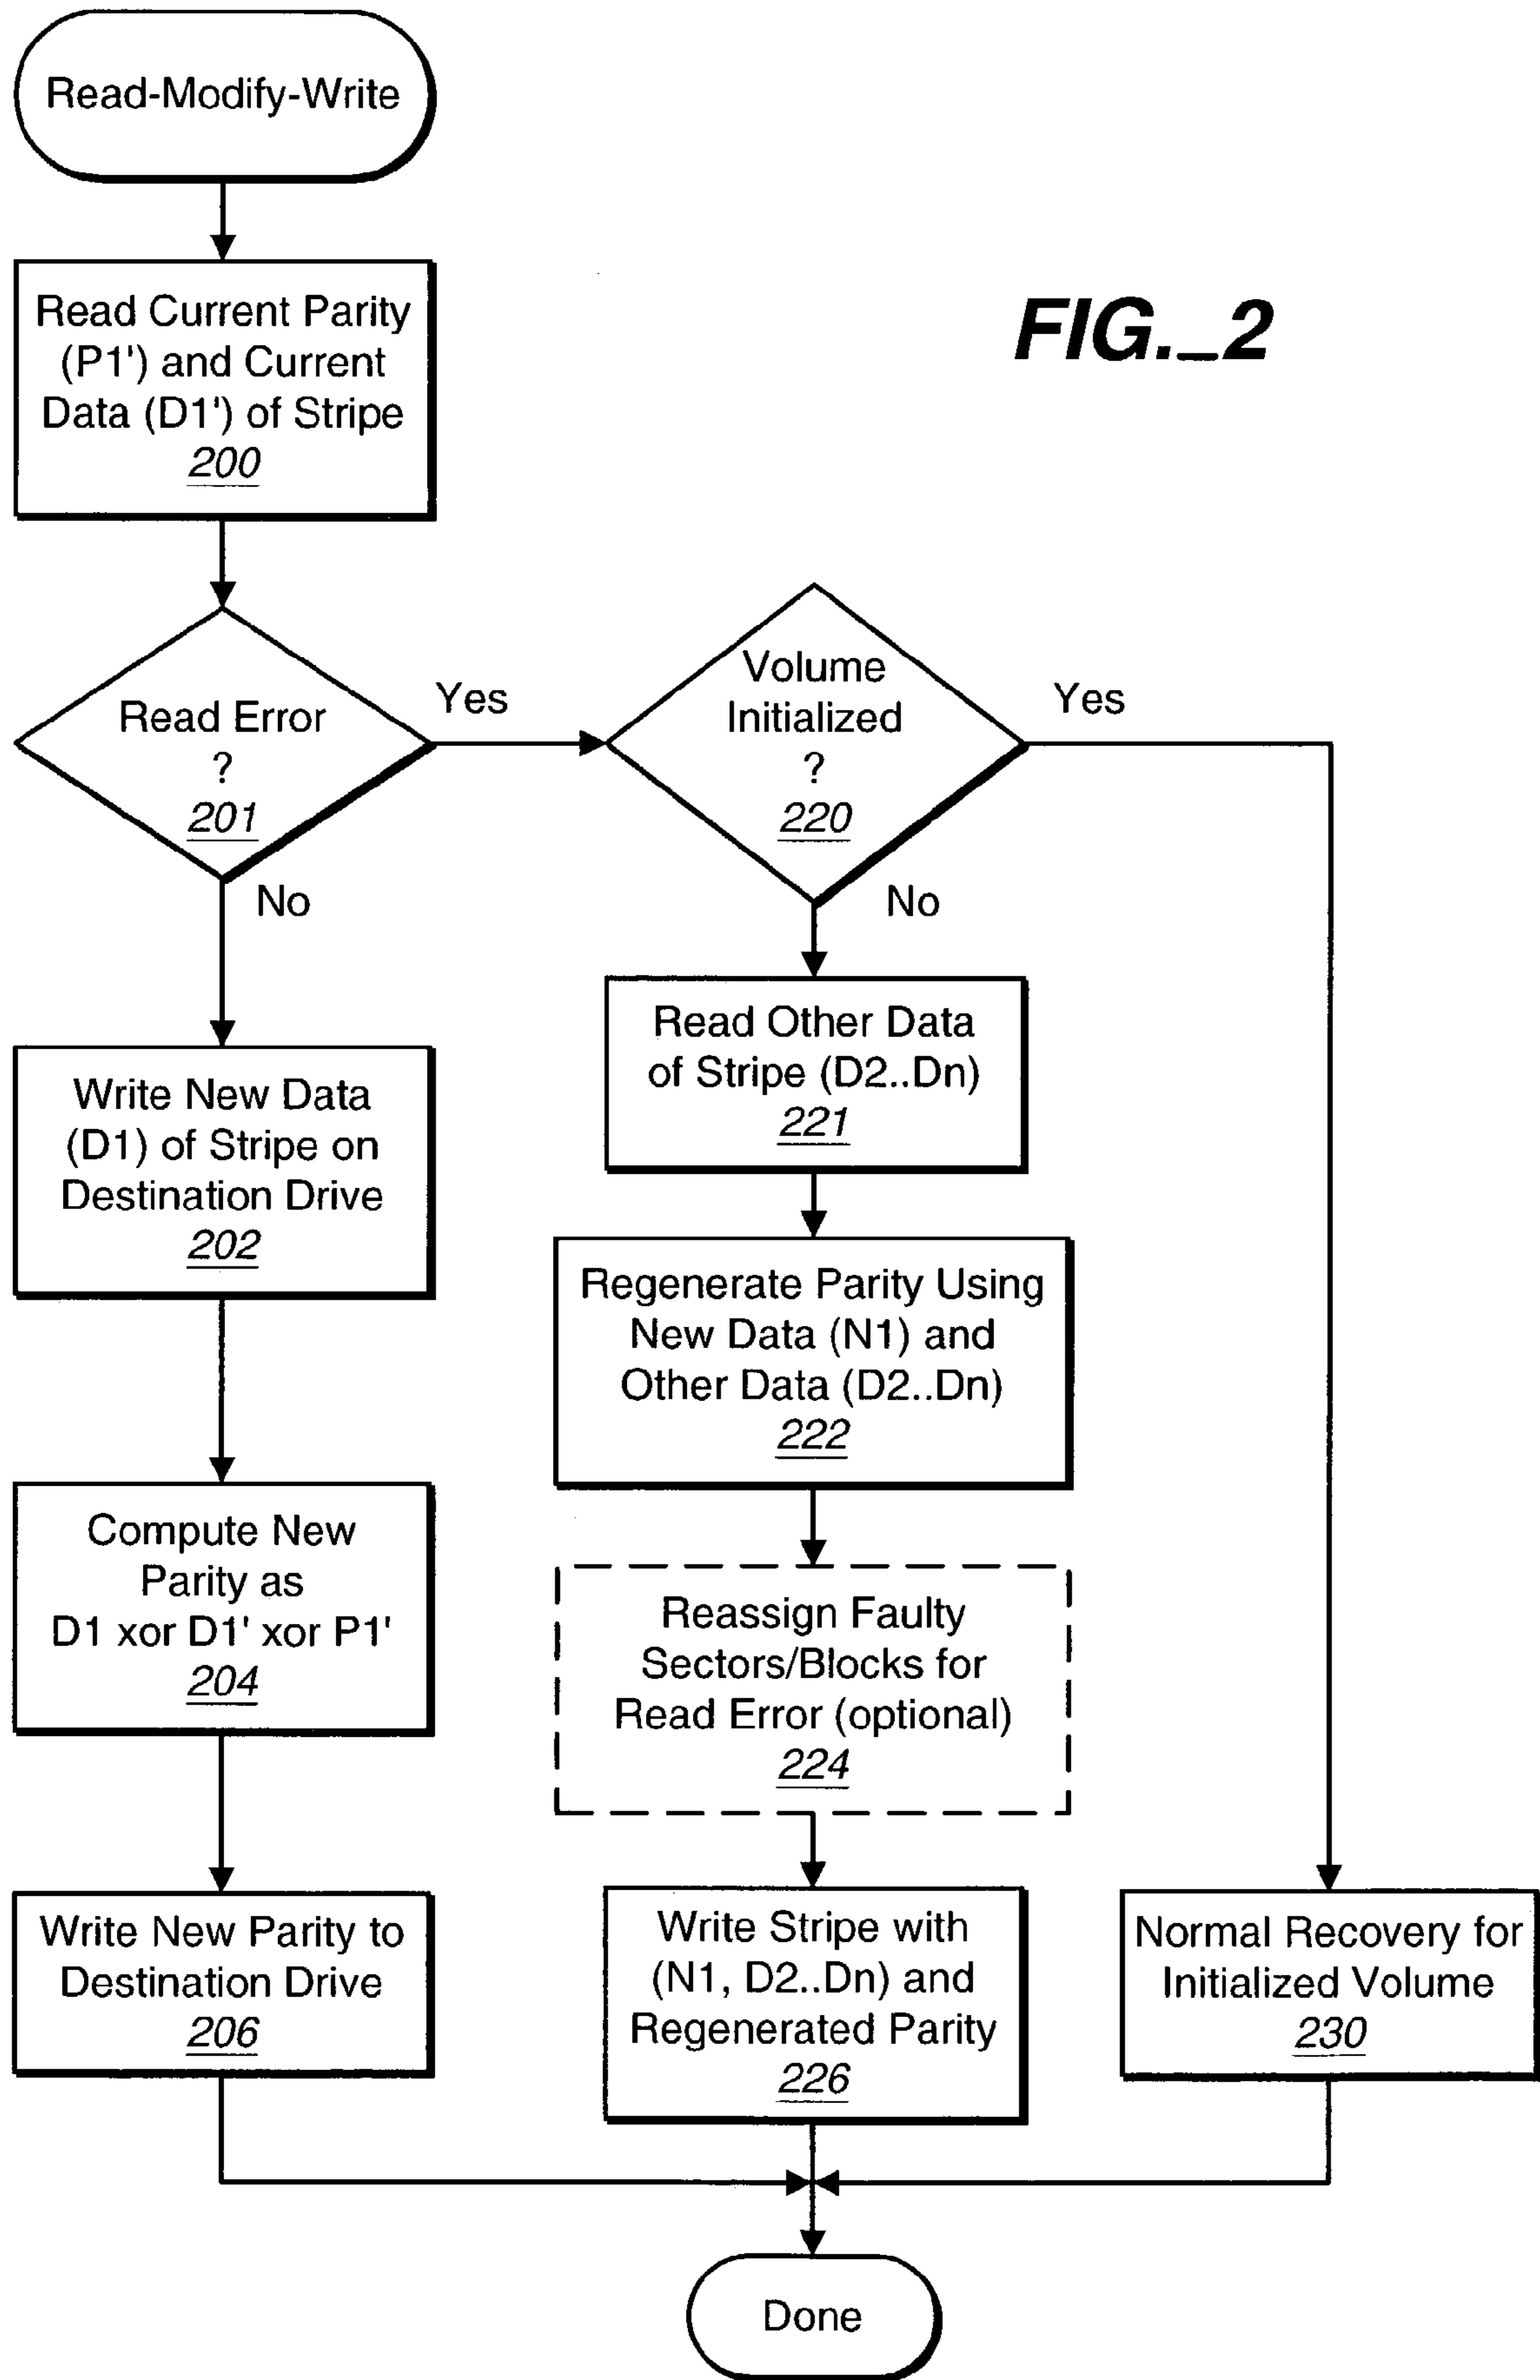 Read-Modify-Write
Read Current Parity
(P1') and Current
Data (D1') of Stripe
200
FIG._2
Read Error
?
201
Yes
No
Volume
Initialized
?
220
Yes
No
Write New Data
(D1) of Stripe on
Destination Drive
202
Read Other Data
of Stripe (D2..Dn)
221
Regenerate Parity Using
New Data (N1) and
Other Data (D2..Dn)
222
Compute New
Parity as
D1 xor D1' xor P1'
204
Reassign Faulty
Sectors/Blocks for
Read Error (optional)
224
Write New Parity to
Destination Drive
206
Write Stripe with
(N1, D2..Dn) and
Regenerated Parity
226
Normal Recovery for
Initialized Volume
230
Done